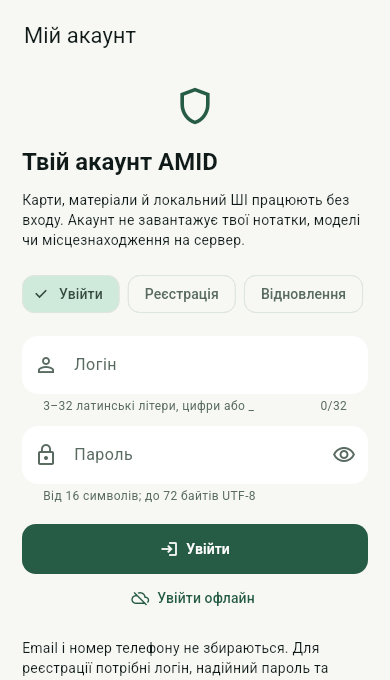 Мій акаунт
Твій акаунт AMID
Карти, матеріали й локальний ШІ працюють без
входу. Акаунт не завантажує твої нотатки, моделі
чи місцезнаходження на сервер.
Увійти
Реєстрація
Відновлення
Логін
3–32 латинські літери, цифри або _
0/32
Пароль
Від 16 символів; до 72 байтів UTF-8
Увійти
Увійти офлайн
Email і номер телефону не збираються. Для
реєстрації потрібні логін, надійний пароль та